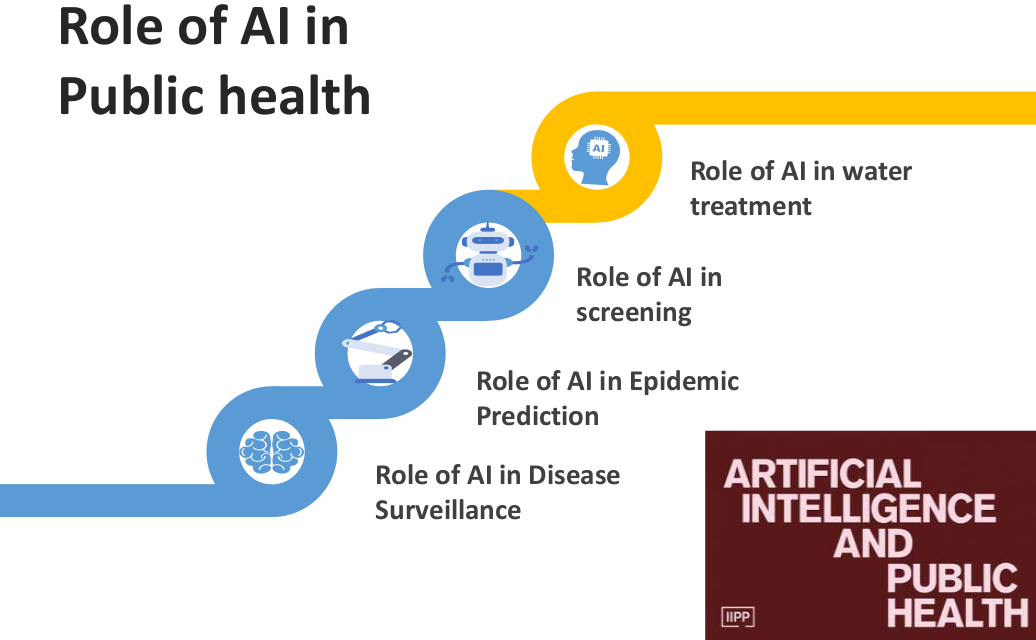 Role of AI in
Public health
AI
Role of AI in water
treatment
Role of AI in
screening
Role of AI in Epidemic
Prediction
Role of AI in Disease
Surveillance
ARTIFICIAL
INTELLIGENCE
AND
PUBLIC
HEALTH
IIPP